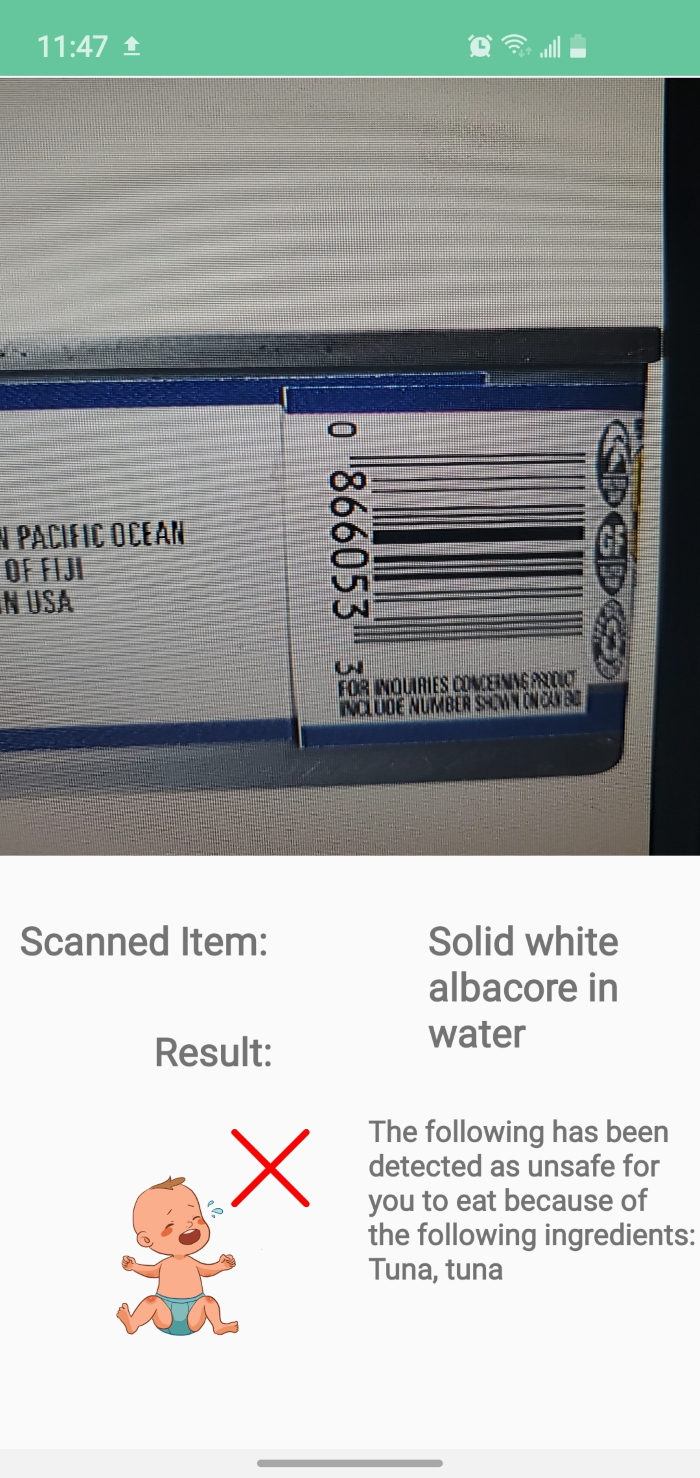 11:47
N PACIFIC OCEAN
OF FIJI
IN USA
0 866053 3
FOR INQUIRIES CONCERNING PRODUCT
INCLUDE NUMBER SHOWN ON CAN END
Scanned Item:
Solid white
albacore in
water
Result:
The following has been
detected as unsafe for
you to eat because of
the following ingredients:
Tuna, tuna